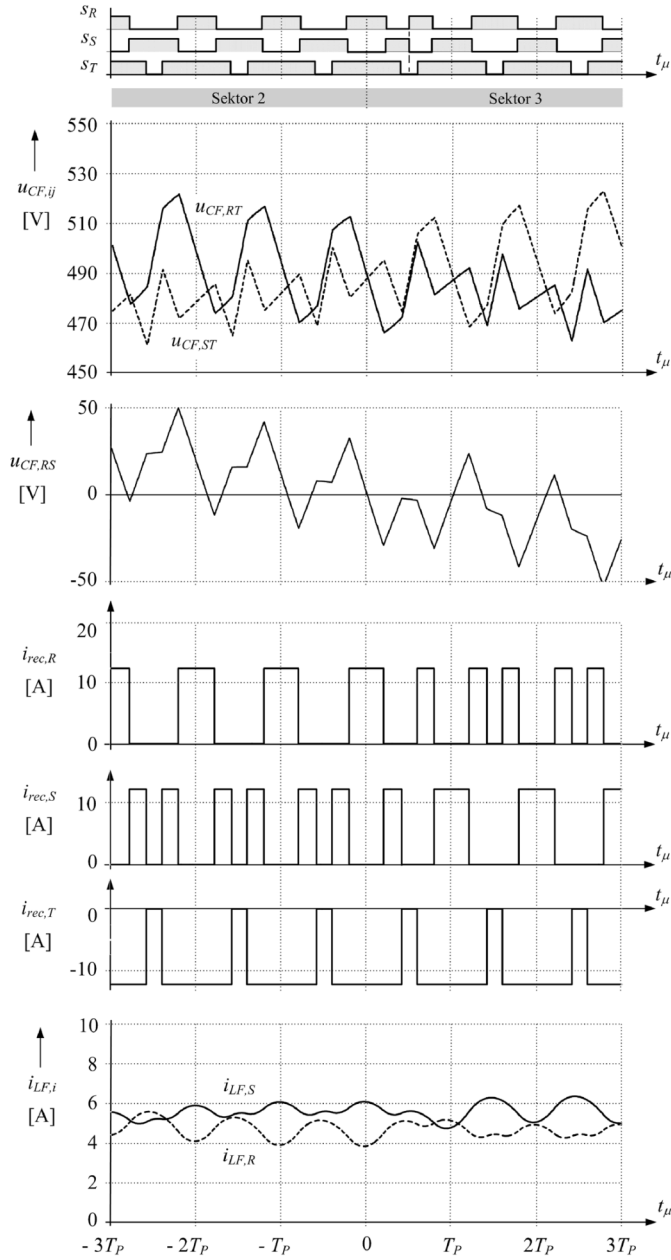 s_R
s_S
t_μ
s_T
Sektor 2 Sektor 3
550
530
u_CF,ij
[V]
510
490
470
450
u_CF,RT
u_CF,ST
t_μ
50
u_CF,RS
[V]
0
-50
t_μ
20
i_rec,R
[A]
10
0
t_μ
i_rec,S
10
[A]
0
t_μ
t_μ
i_rec,T
0
[A]
-10
10
8
i_LF,i
6
[A]
4
2
0
i_LF,S
i_LF,R
t_μ
- 3T_P - 2T_P - T_P 0 T_P 2T_P 3T_P